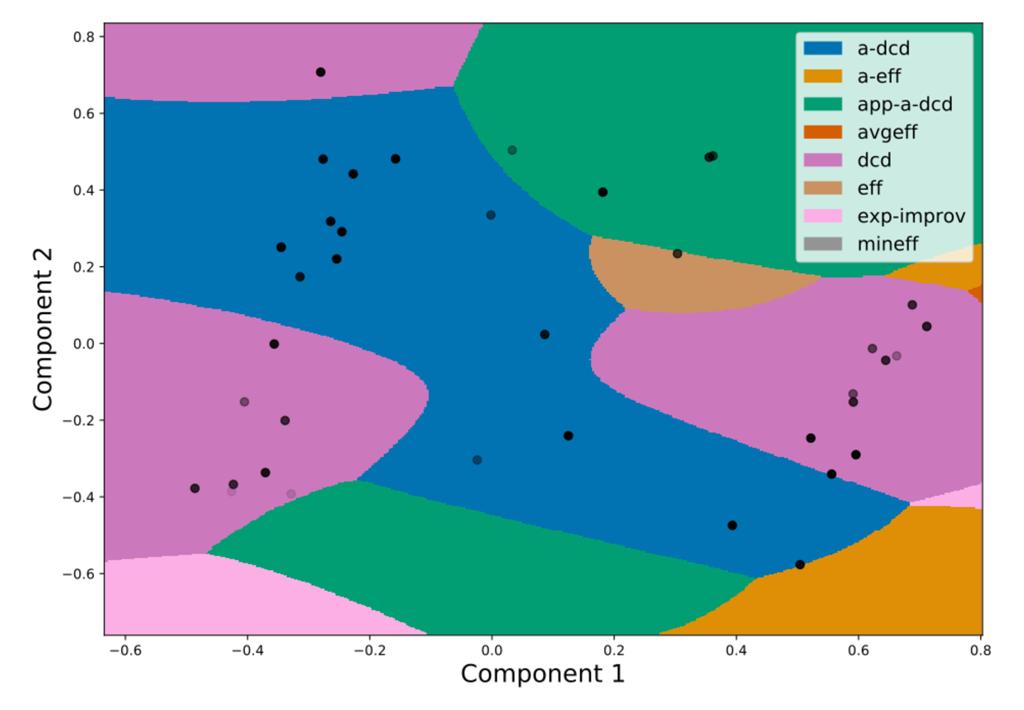 a-dcd
a-eff
app-a-dcd
avgeff
dcd
eff
exp-improv
mineff
Component 2
0.8
0.6
0.4
0.2
0.0
−0.2
−0.4
−0.6
−0.6
−0.4
−0.2
0.0
0.2
0.4
0.6
0.8
Component 1